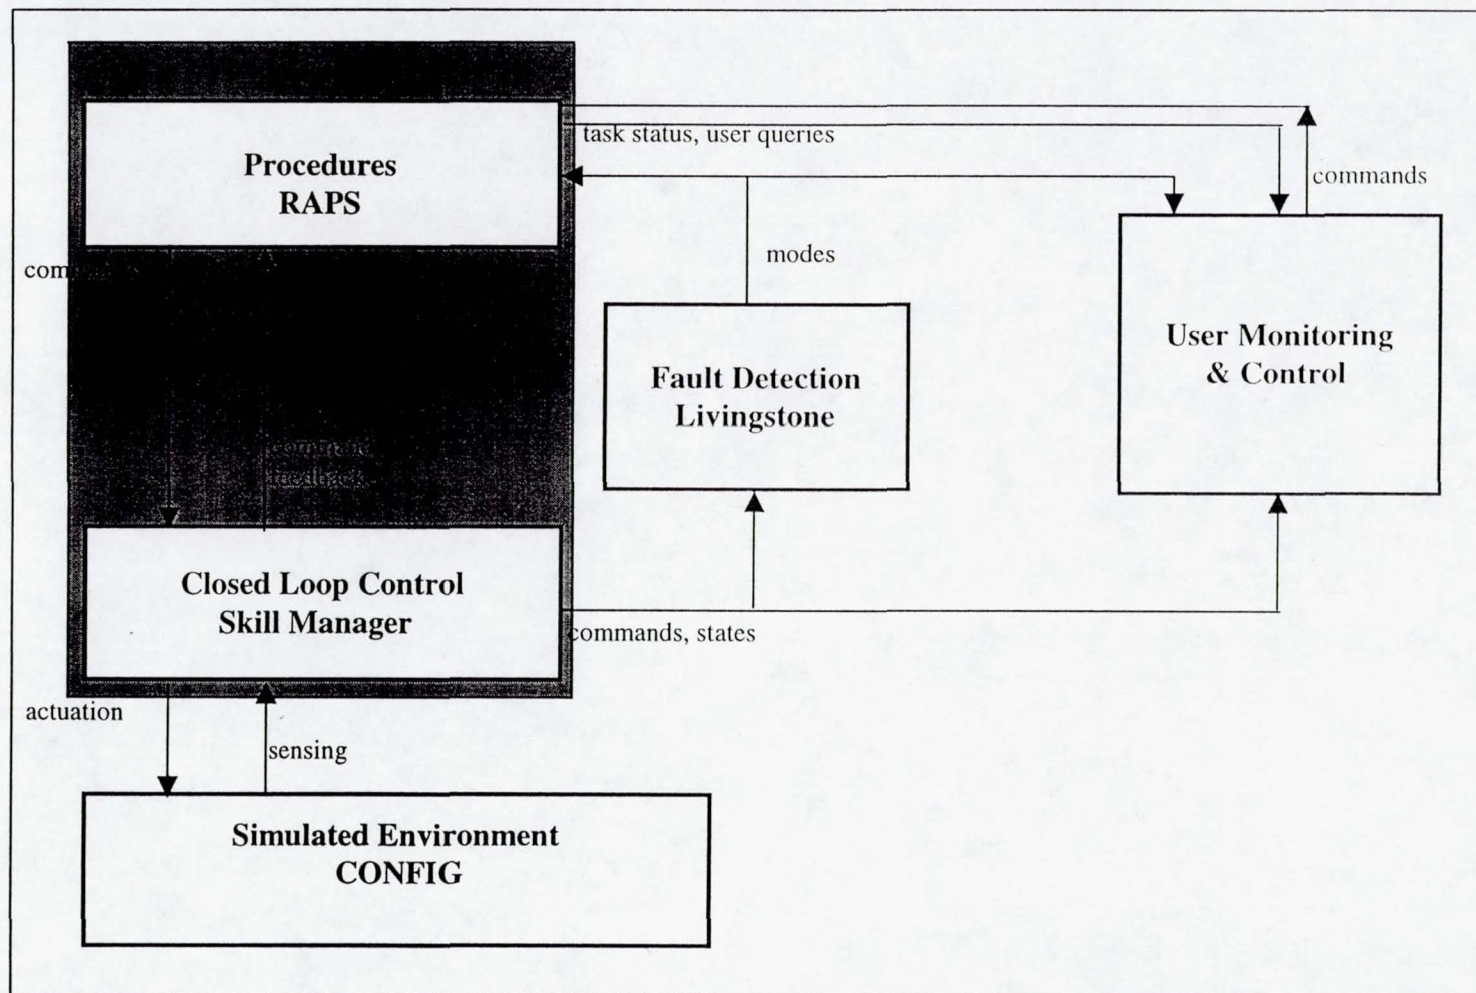 Procedures
RAPS
task status, user queries
commands
modes
User Monitoring
& Control
Fault Detection
Livingstone
feedback
Closed Loop Control
Skill Manager
commands, states
actuation
sensing
Simulated Environment
CONFIG